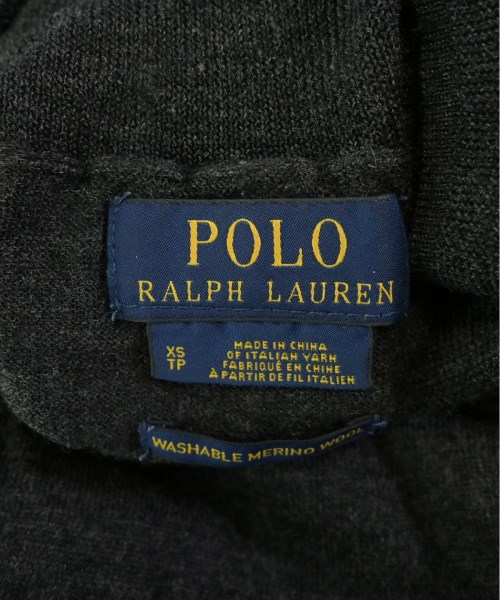 POLO
RALPH LAUREN
XS
TP
MADE IN CHINA
OF ITALIAN YARN
FABRIQUÉ EN CHINE
À PARTIR DE FIL ITALIEN
WASHABLE MERINO WOOL